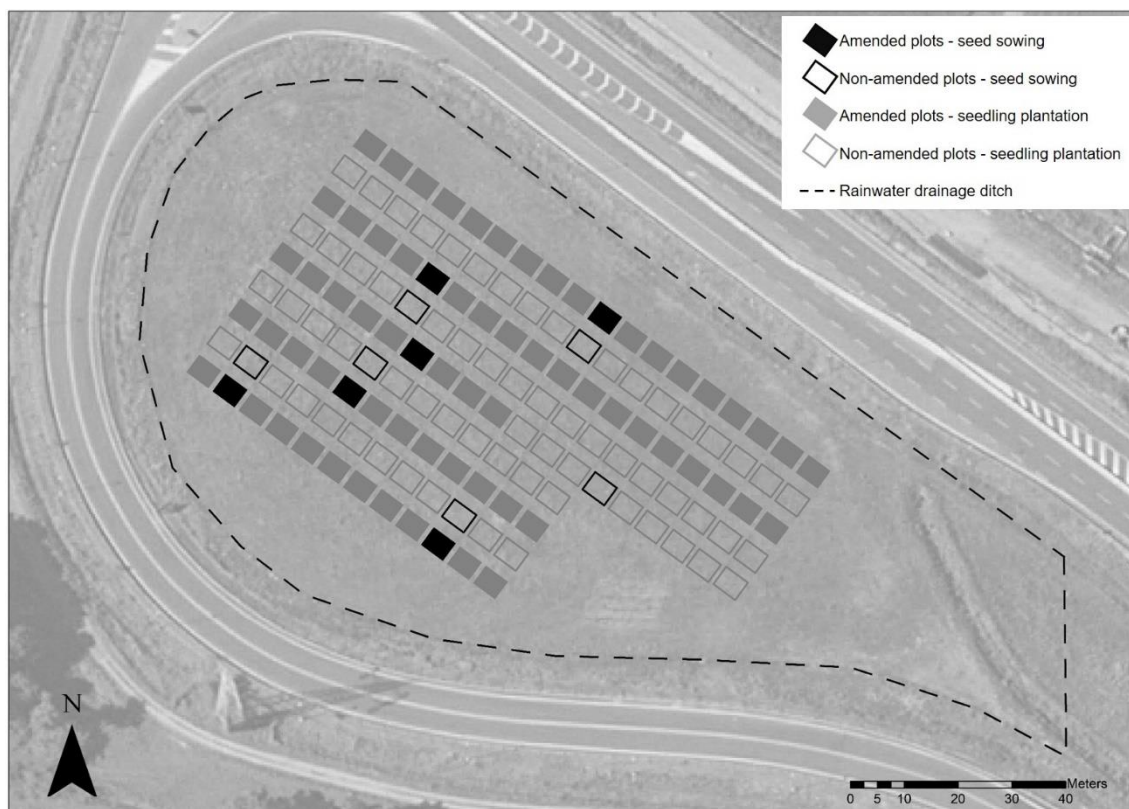 Amended plots - seed sowing
Non-amended plots - seed sowing
Amended plots - seedling plantation
Non-amended plots - seedling plantation
Rainwater drainage ditch
N
Meters
0 5 10 20 30 40